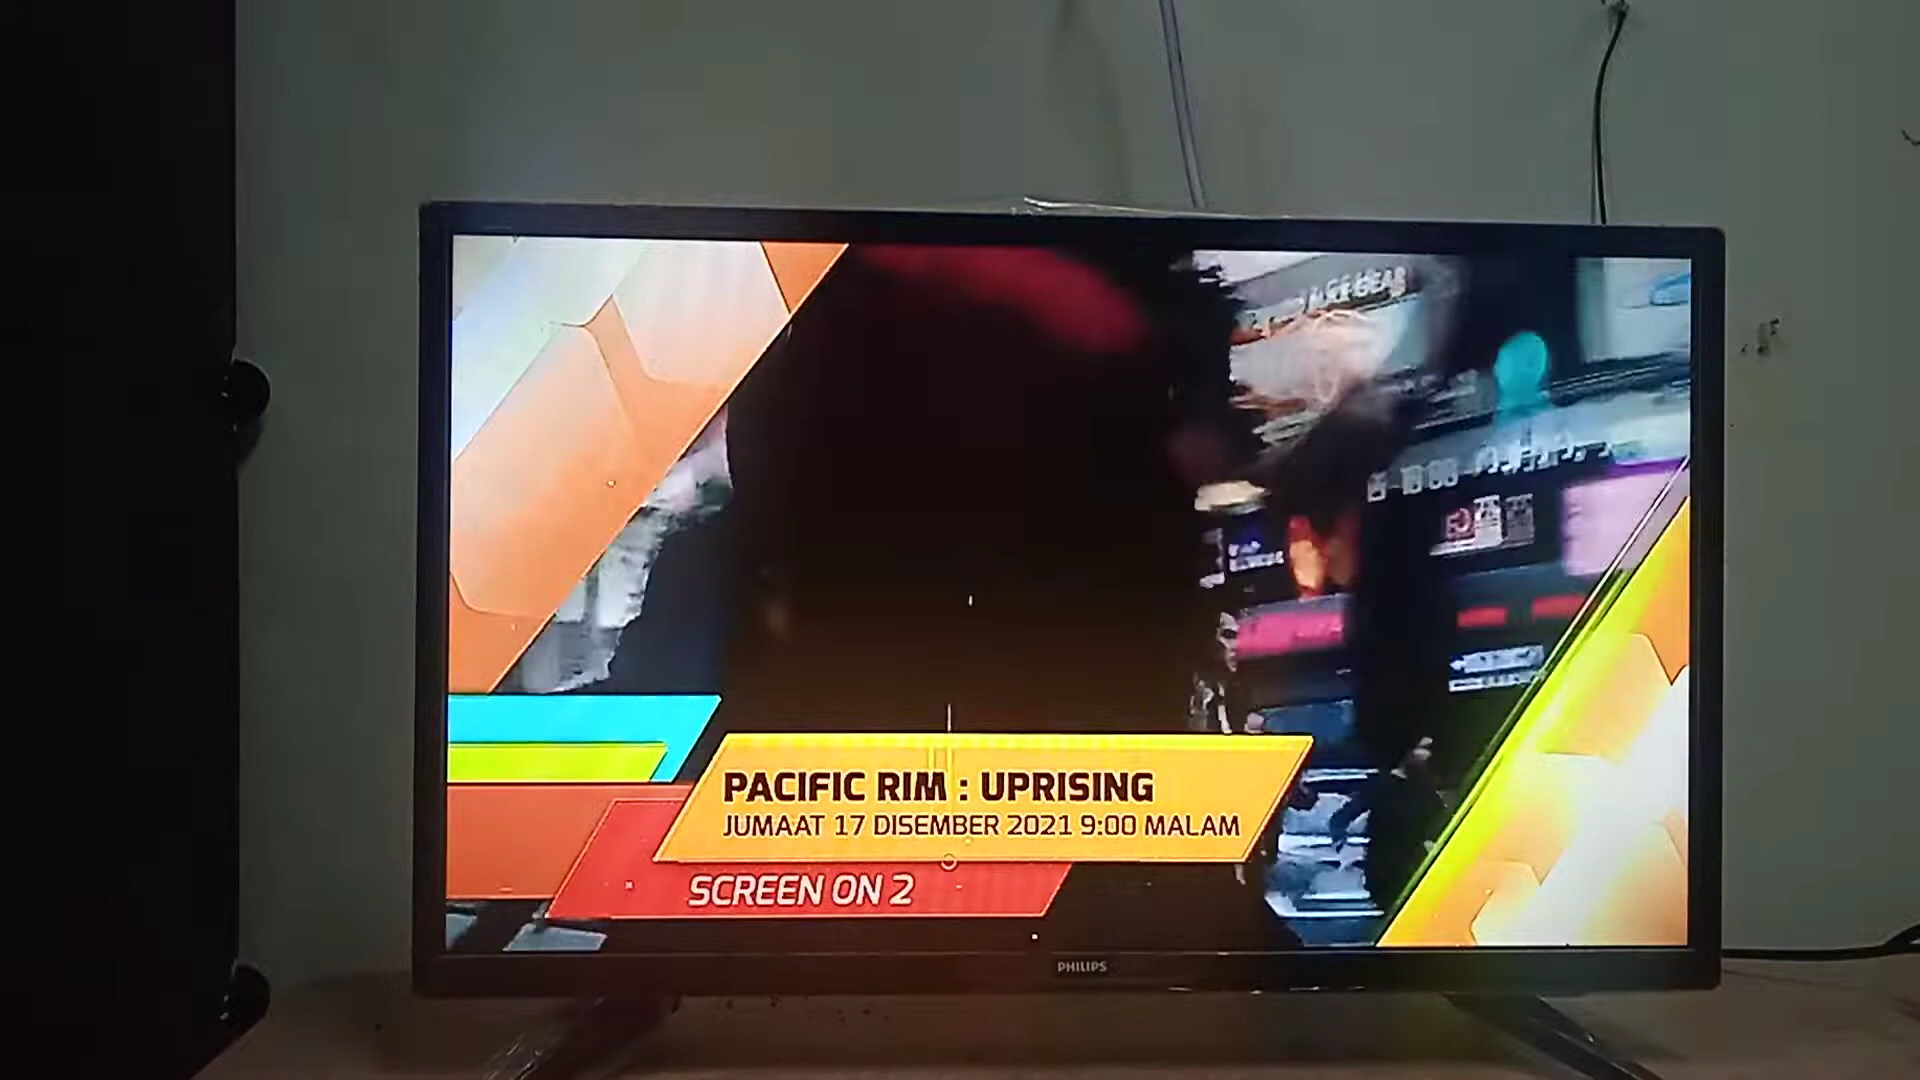 PACIFIC RIM : UPRISING
JUMAAT 17 DISEMBER 2021 9:00 MALAM
SCREEN ON 2
PHILIPS